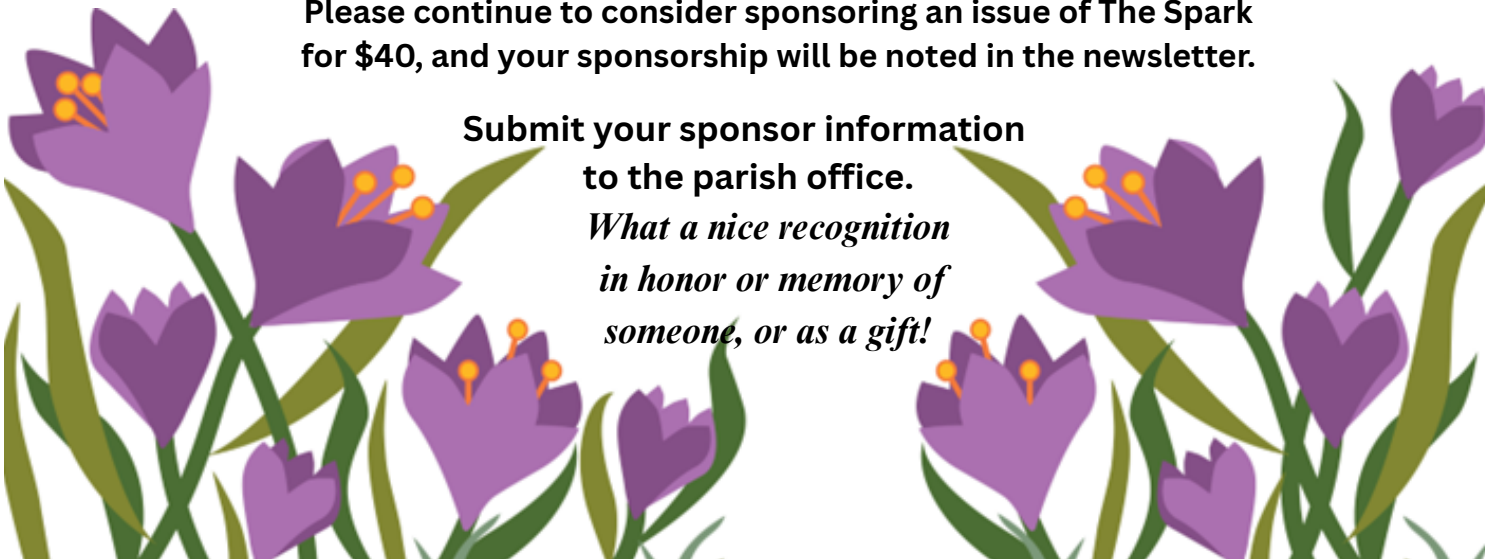 Please continue to consider sponsoring an issue of The Spark
for $40, and your sponsorship will be noted in the newsletter.
Submit your sponsor information
to the parish office.
What a nice recognition
in honor or memory of
someone, or as a gift!